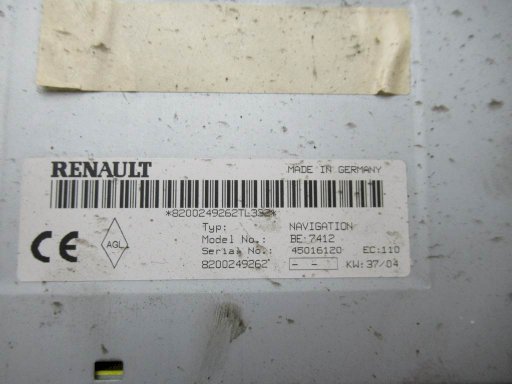 RENAULT MADE IN GERMANY
*8200249262TL392*
Typ: NAVIGATION
CE AGL Model No.: BE 7412
Serial No.: 45016120 EC:110
8200249262 - - KW:37/04